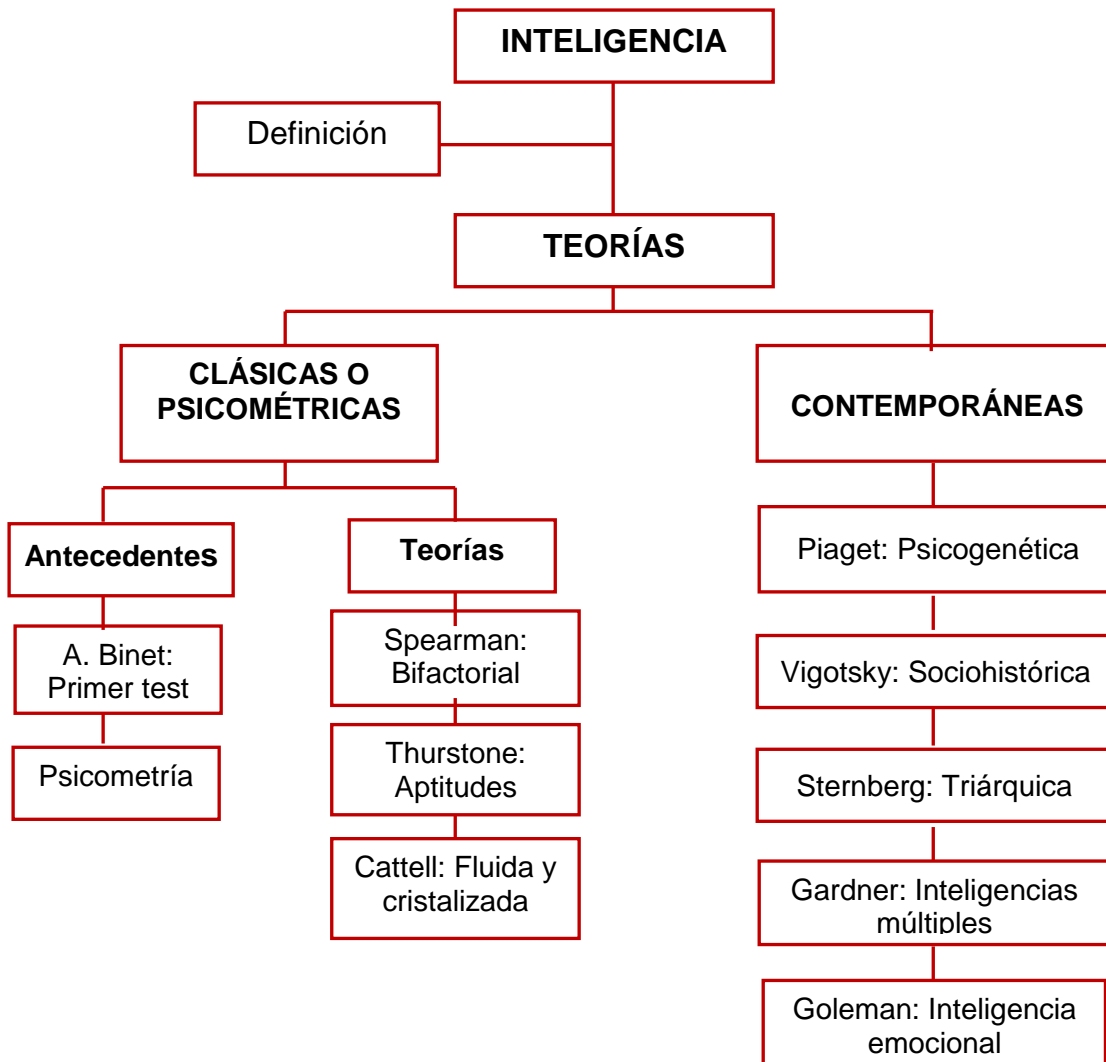 INTELIGENCIA
Definición
TEORÍAS
CLÁSICAS O
PSICOMÉTRICAS
CONTEMPORÁNEAS
Antecedentes
Teorías
A. Binet:
Primer test
Psicometría
Spearman:
Bifactorial
Thurstone:
Aptitudes
Cattell: Fluida y
cristalizada
Piaget: Psicogenética
Vigotsky: Sociohistórica
Sternberg: Triárquica
Gardner: Inteligencias
múltiples
Goleman: Inteligencia
emocional